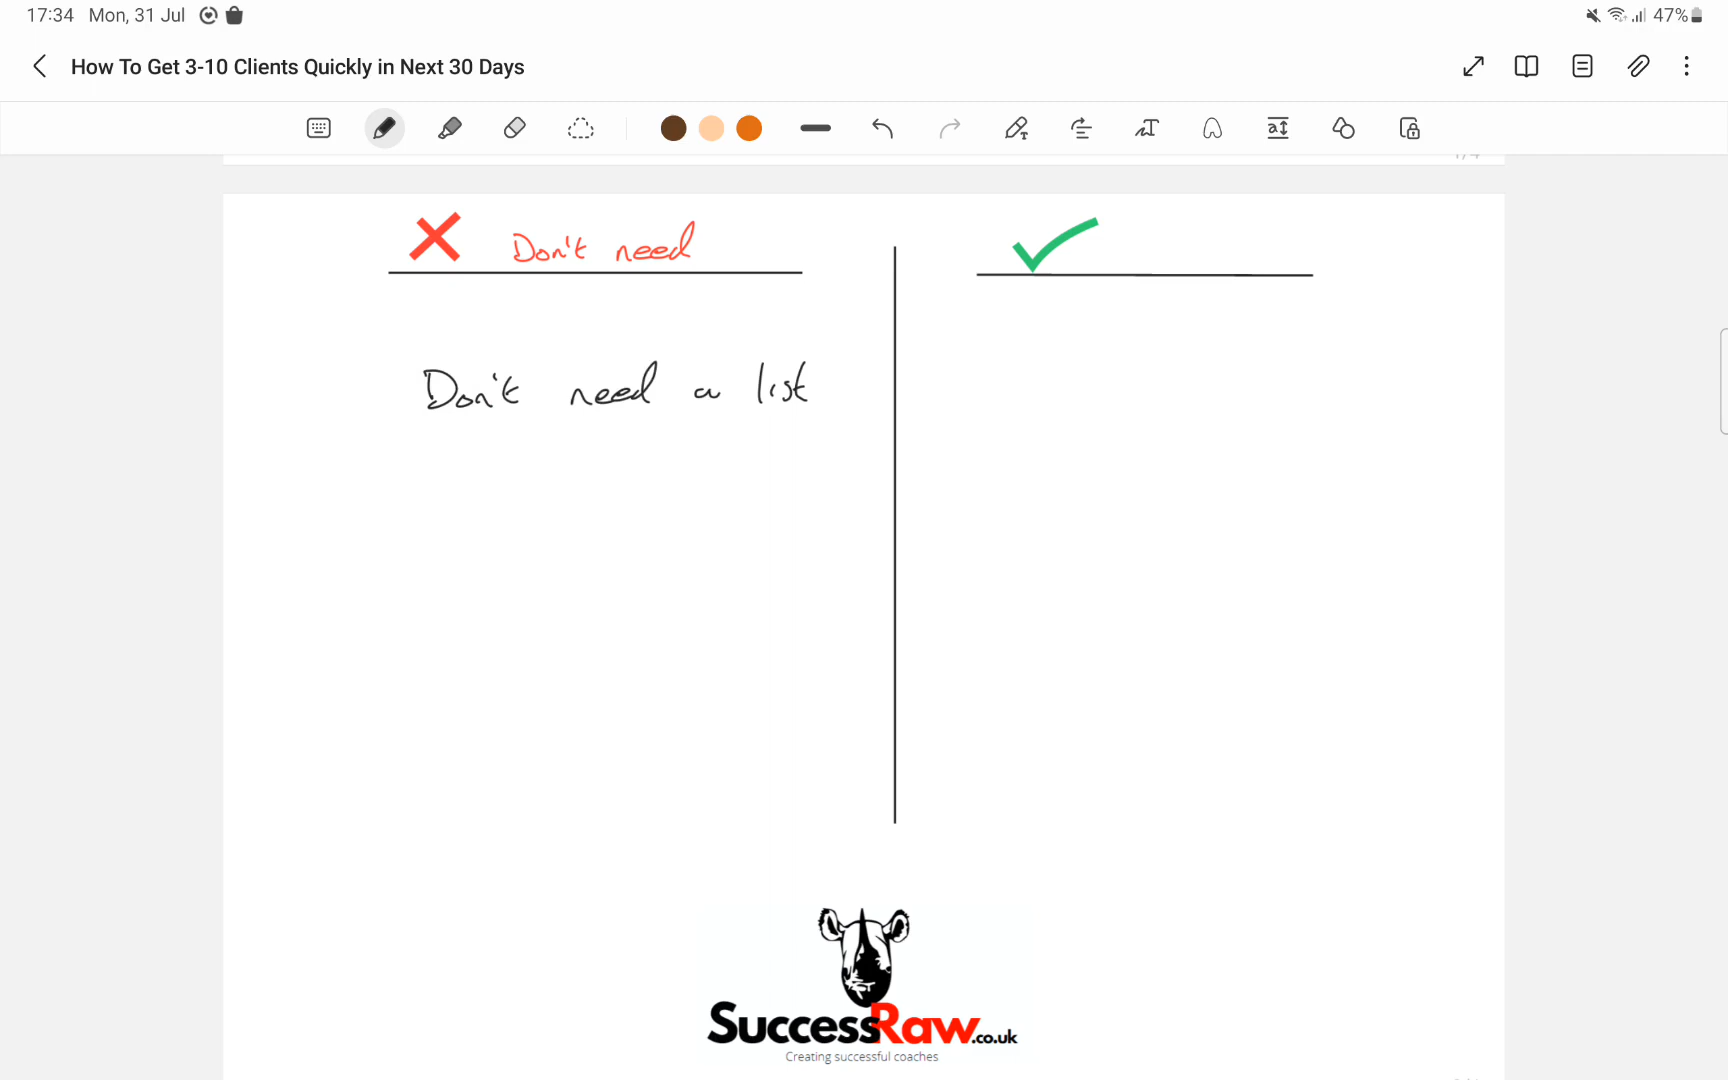 17:34 Mon, 31 Jul
47%
How To Get 3-10 Clients Quickly in Next 30 Days
Don't need
Don't need a list
SuccessRaw.co.uk
Creating successful coaches